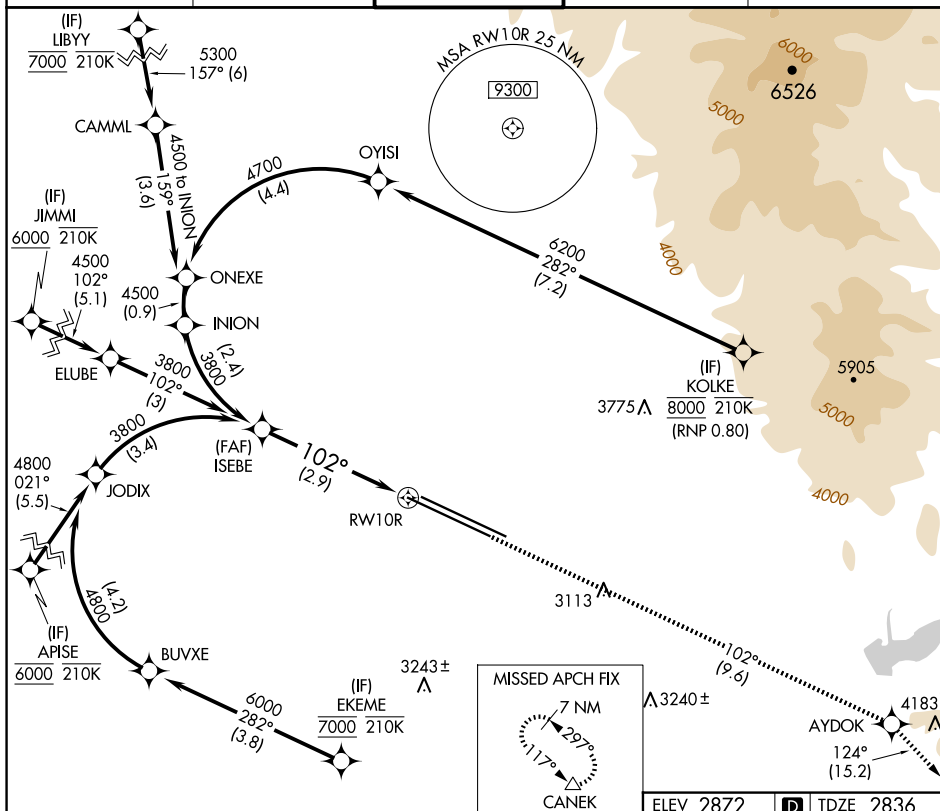 (IF)
LIBYY
7000 210K
5300
157° (6)
CAMML
4500 to INION
159°
(3.6)
MSA RW10R 25 NM
9300
6000
6526
5000
OYISI
4700
(4.4)
(IF)
JIMMI
6000 210K
4500
102°
(5.1)
ONEXE
4500
(0.9)
INION
(2.4)
3800
6200
282°
(7.2)
4000
(IF)
KOLKE
8000 210K
(RNP 0.80)
3775
5905
5000
4000
ELUBE
3800
102°
(3)
(FAF)
ISEBE
102°
(2.9)
RW10R
3800
(3.4)
4800
021°
(5.5)
JODIX
(4.2)
4800
(IF)
APISE
6000 210K
BUVXE
6000
282°
(3.8)
(IF)
EKEME
7000 210K
3243±
3113
102°
(9.6)
MISSED APCH FIX
7 NM
297°
117°
CANEK
3240±
AYDOK
4183
124°
(15.2)
ELEV 2872
D
TDZE 2836